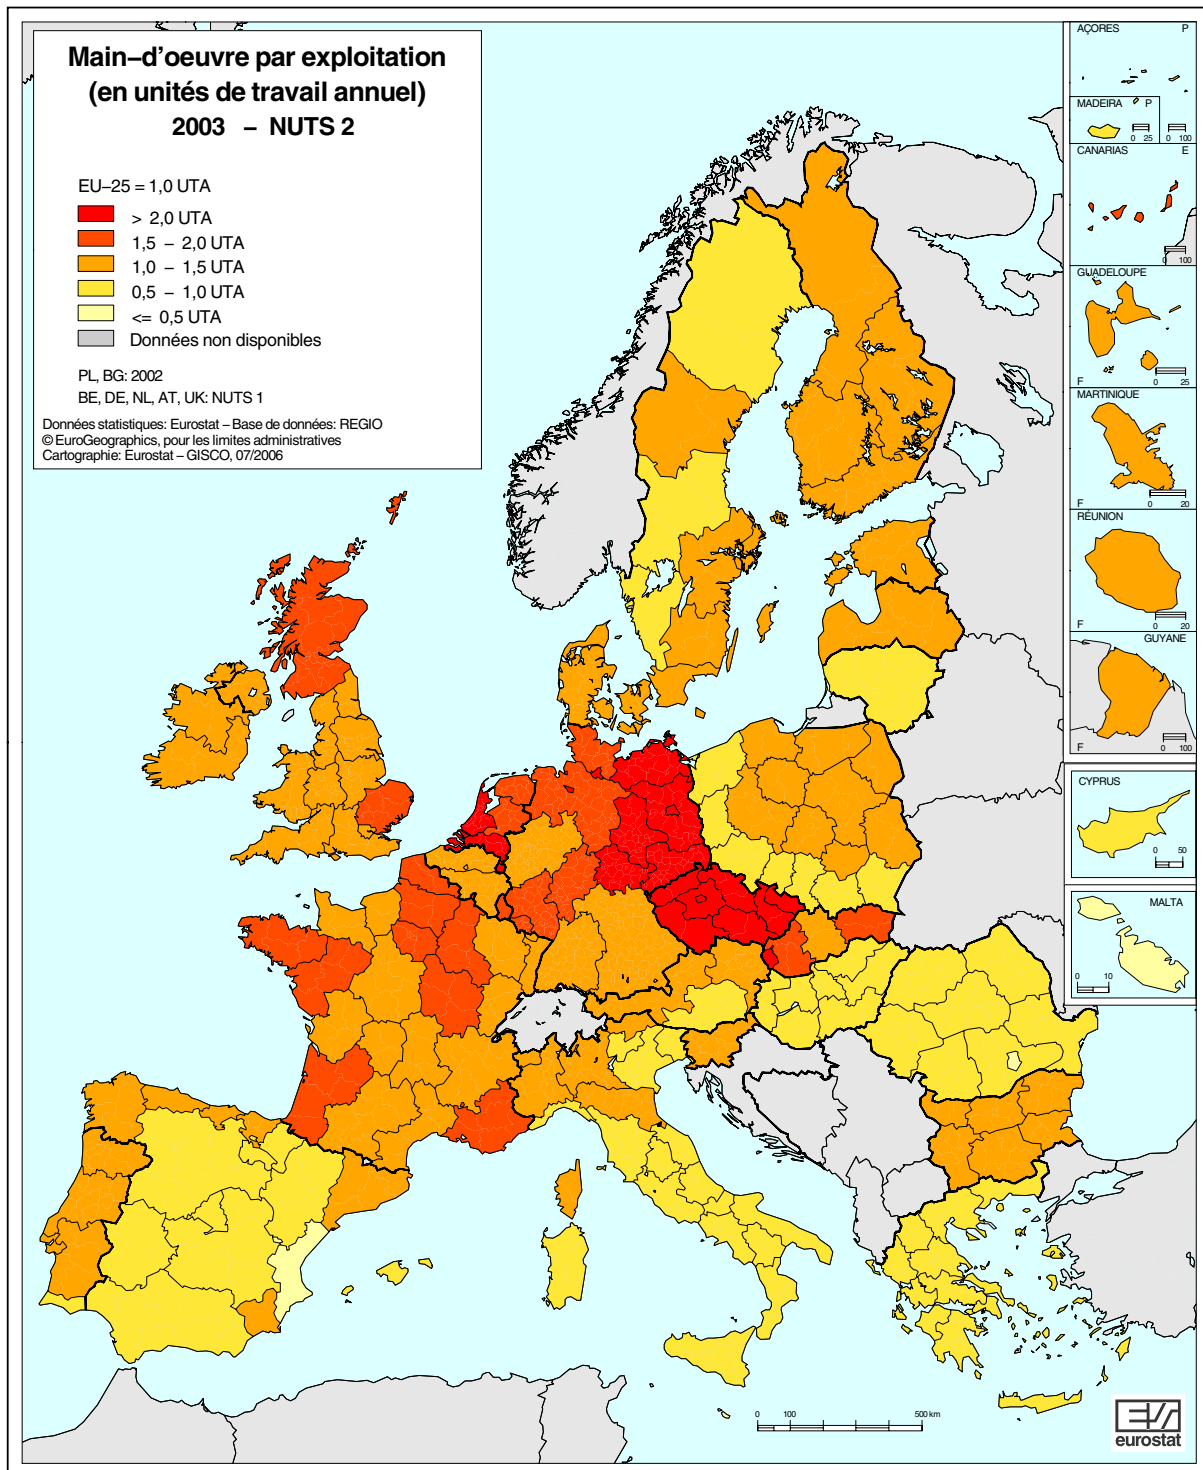 Main–d'oeuvre par exploitation
(en unités de travail annuel)
2003 – NUTS 2
EU–25 = 1,0 UTA
> 2,0 UTA
1,5 – 2,0 UTA
1,0 – 1,5 UTA
0,5 – 1,0 UTA
<= 0,5 UTA
Données non disponibles
PL, BG: 2002
BE, DE, NL, AT, UK: NUTS 1
Données statistiques: Eurostat – Base de données: REGIO
© EuroGeographics, pour les limites administratives
Cartographie: Eurostat – GISCO, 07/2006
AÇORES P
MADEIRA P
0 25 0 100
CANARIAS E
0 100
GUADELOUPE
F 0 25
MARTINIQUE
F 0 20
RÉUNION
F 0 20
GUYANE
F 0 100
CYPRUS
0 50
MALTA
0 10
0 100 500 km
eurostat